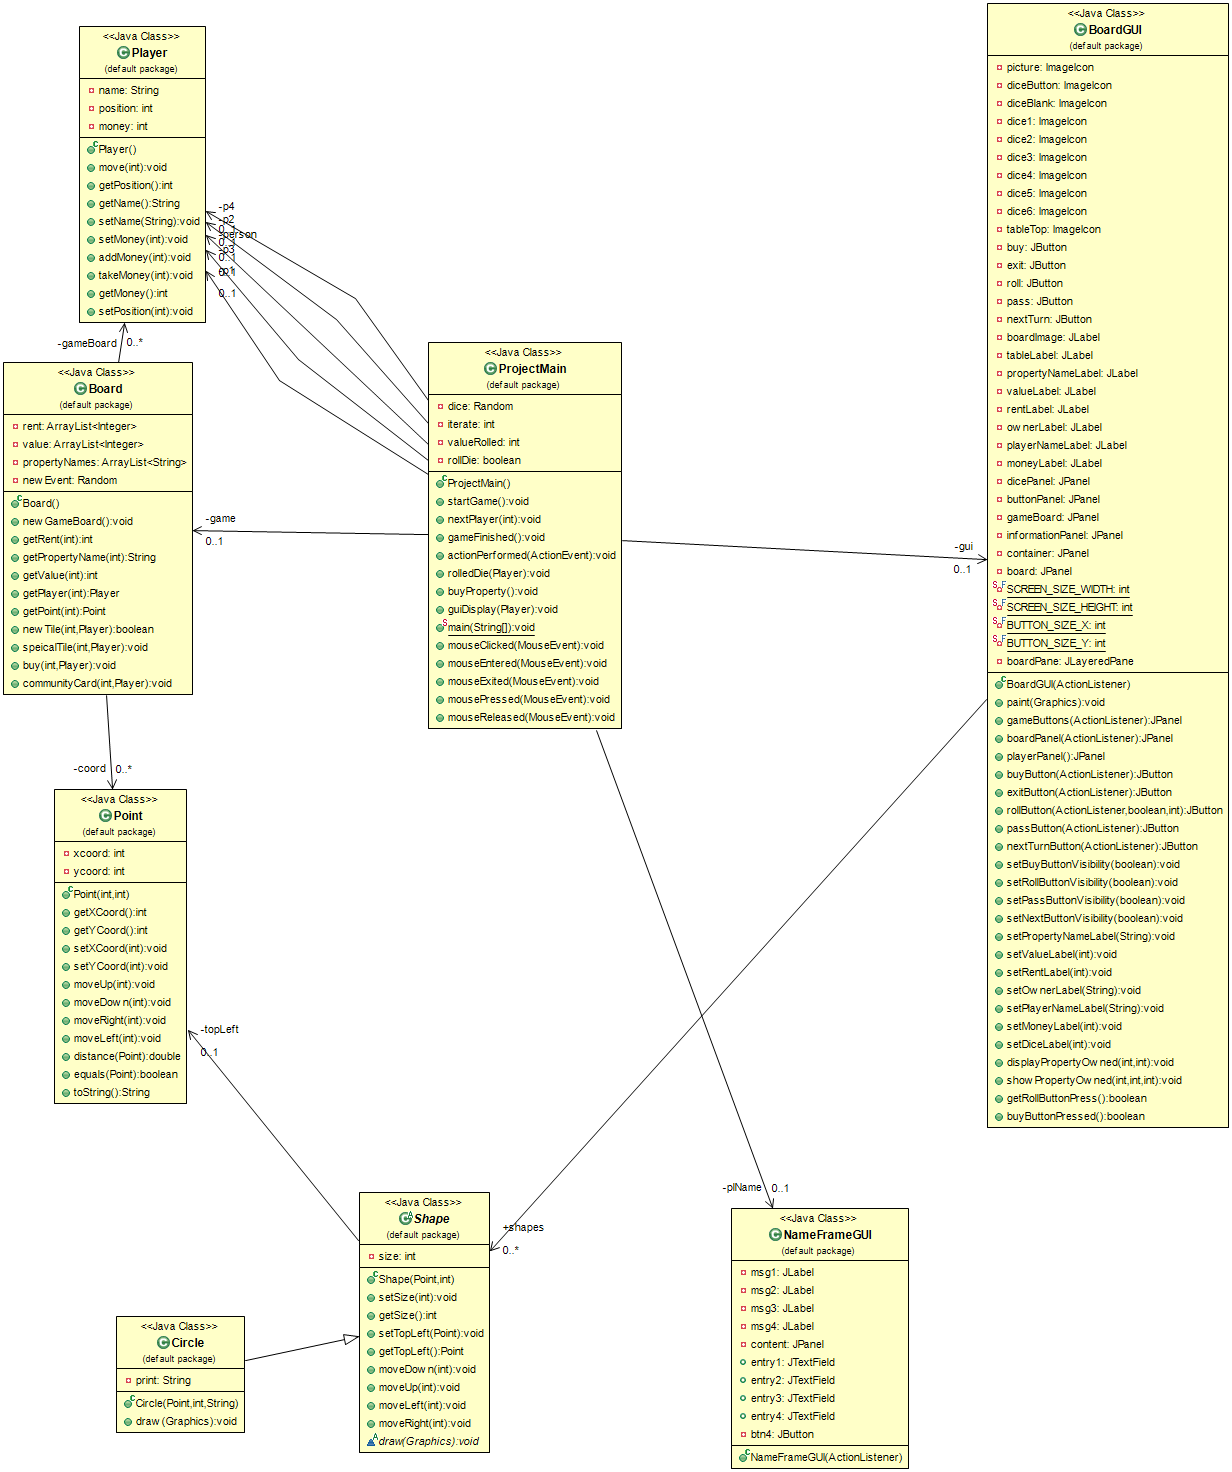 <<Java Class>>
Player
(default package)
name: String
position: int
money: int
Player()
move(int):void
getPosition():int
getName():String
setName(String):void
setMoney(int):void
addMoney(int):void
takeMoney(int):void
getMoney():int
setPosition(int):void
-p4
-p2
0..1
-person
0..1
-p3
0..1
-p1
0..1
0..1
-gameBoard
0..*
<<Java Class>>
Board
(default package)
rent: ArrayList<Integer>
value: ArrayList<Integer>
propertyNames: ArrayList<String>
newEvent: Random
Board()
newGameBoard():void
getRent(int):int
getPropertyName(int):String
getValue(int):int
getPlayer(int):Player
getPoint(int):Point
newTile(int,Player):boolean
speicalTile(int,Player):void
buy(int,Player):void
communityCard(int,Player):void
-game
0..1
<<Java Class>>
ProjectMain
(default package)
dice: Random
iterate: int
valueRolled: int
rollDie: boolean
ProjectMain()
startGame():void
nextPlayer(int):void
gameFinished():void
actionPerformed(ActionEvent):void
rolledDie(Player):void
buyProperty():void
guiDisplay(Player):void
main(String[]):void
mouseClicked(MouseEvent):void
mouseEntered(MouseEvent):void
mouseExited(MouseEvent):void
mousePressed(MouseEvent):void
mouseReleased(MouseEvent):void
-gui
0..1
<<Java Class>>
BoardGUI
(default package)
picture: ImageIcon
diceButton: ImageIcon
diceBlank: ImageIcon
dice1: ImageIcon
dice2: ImageIcon
dice3: ImageIcon
dice4: ImageIcon
dice5: ImageIcon
dice6: ImageIcon
tableTop: ImageIcon
buy: JButton
exit: JButton
roll: JButton
pass: JButton
nextTurn: JButton
boardImage: JLabel
tableLabel: JLabel
propertyNameLabel: JLabel
valueLabel: JLabel
rentLabel: JLabel
ownerLabel: JLabel
playerNameLabel: JLabel
moneyLabel: JLabel
dicePanel: JPanel
buttonPanel: JPanel
gameBoard: JPanel
informationPanel: JPanel
container: JPanel
board: JPanel
SCREEN_SIZE_WIDTH: int
SCREEN_SIZE_HEIGHT: int
BUTTON_SIZE_X: int
BUTTON_SIZE_Y: int
boardPane: JLayeredPane
BoardGUI(ActionListener)
paint(Graphics):void
gameButtons(ActionListener):JPanel
boardPanel(ActionListener):JPanel
playerPanel():JPanel
buyButton(ActionListener):JButton
exitButton(ActionListener):JButton
rollButton(ActionListener,boolean,int):JButton
passButton(ActionListener):JButton
nextTurnButton(ActionListener):JButton
setBuyButtonVisibility(boolean):void
setRollButtonVisibility(boolean):void
setPassButtonVisibility(boolean):void
setNextButtonVisibility(boolean):void
setPropertyNameLabel(String):void
setValueLabel(int):void
setRentLabel(int):void
setOwnerLabel(String):void
setPlayerNameLabel(String):void
setMoneyLabel(int):void
setDiceLabel(int):void
displayPropertyOwned(int,int):void
showPropertyOwned(int,int,int):void
getRollButtonPress():boolean
buyButtonPressed():boolean
-coord
0..*
<<Java Class>>
Point
(default package)
xcoord: int
ycoord: int
Point(int,int)
getXCoord():int
getYCoord():int
setXCoord(int):void
setYCoord(int):void
moveUp(int):void
moveDown(int):void
moveRight(int):void
moveLeft(int):void
distance(Point):double
equals(Point):boolean
toString():String
-topLeft
0..1
<<Java Class>>
Shape
(default package)
size: int
Shape(Point,int)
setSize(int):void
getSize():int
setTopLeft(Point):void
getTopLeft():Point
moveDown(int):void
moveUp(int):void
moveLeft(int):void
moveRight(int):void
draw(Graphics):void
+shapes
0..*
<<Java Class>>
Circle
(default package)
print: String
Circle(Point,int,String)
draw(Graphics):void
-plName
0..1
<<Java Class>>
NameFrameGUI
(default package)
msg1: JLabel
msg2: JLabel
msg3: JLabel
msg4: JLabel
content: JPanel
entry1: JTextField
entry2: JTextField
entry3: JTextField
entry4: JTextField
btn4: JButton
NameFrameGUI(ActionListener)